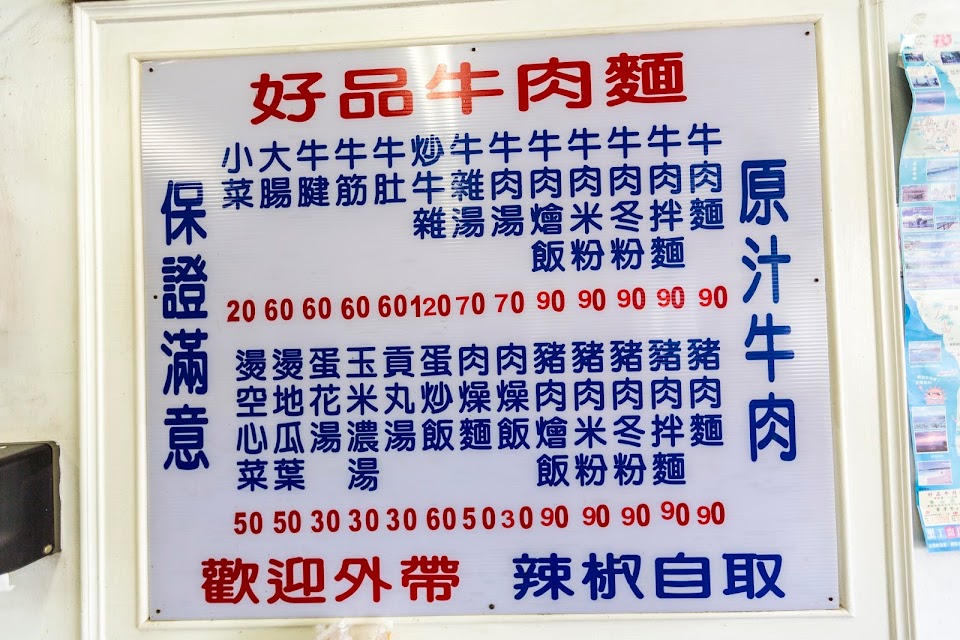 好品牛肉麵
原汁牛肉
牛肉麵 90
牛肉拌麵 90
牛肉冬粉 90
牛肉米粉 90
牛肉燴飯 90
牛肉湯 70
牛雜湯 70
炒牛雜 120
牛肚 60
牛筋 60
牛腱 60
大腸 60
小菜 20
豬肉麵 90
豬肉拌麵 90
豬肉冬粉 90
豬肉米粉 90
豬肉燴飯 90
肉燥飯 30
肉燥麵 50
蛋炒飯 60
貢丸湯 30
玉米濃湯 30
蛋花湯 30
燙地瓜葉 50
燙空心菜 50
保證滿意
歡迎外帶 辣椒自取